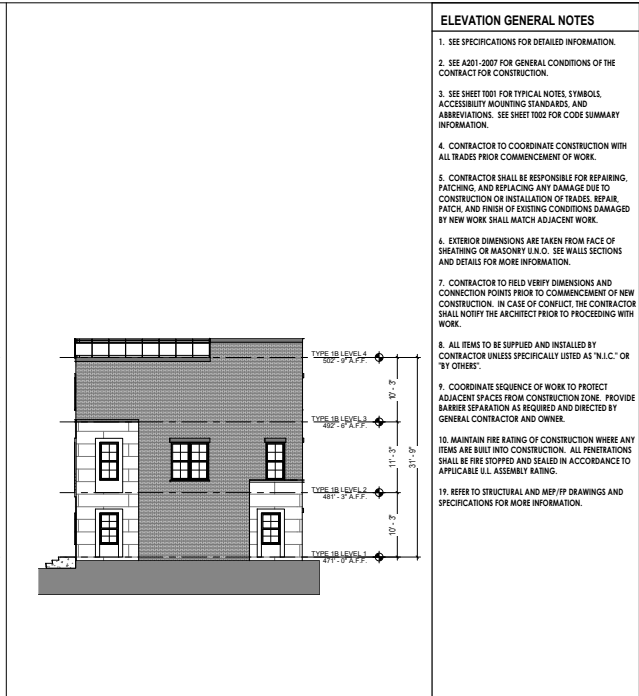 ELEVATION GENERAL NOTES
1. SEE SPECIFICATIONS FOR DETAILED INFORMATION.
2. SEE A201-2007 FOR GENERAL CONDITIONS OF THE
CONTRACT FOR CONSTRUCTION.
3. SEE SHEET T001 FOR TYPICAL NOTES, SYMBOLS,
ACCESSIBILITY MOUNTING STANDARDS, AND
ABBREVIATIONS. SEE SHEET T002 FOR CODE SUMMARY
INFORMATION.
4. CONTRACTOR TO COORDINATE CONSTRUCTION WITH
ALL TRADES PRIOR COMMENCEMENT OF WORK.
5. CONTRACTOR SHALL BE RESPONSIBLE FOR REPAIRING,
PATCHING, AND REPLACING ANY DAMAGE DUE TO
CONSTRUCTION OR INSTALLATION OF TRADES. REPAIR,
PATCH, AND FINISH OF EXISTING CONDITIONS DAMAGED
BY NEW WORK SHALL MATCH ADJACENT WORK.
6. EXTERIOR DIMENSIONS ARE TAKEN FROM FACE OF
SHEATHING OR MASONRY U.N.O. SEE WALLS SECTIONS
AND DETAILS FOR MORE INFORMATION.
7. CONTRACTOR TO FIELD VERIFY DIMENSIONS AND
CONNECTION POINTS PRIOR TO COMMENCEMENT OF NEW
CONSTRUCTION. IN CASE OF CONFLICT, THE CONTRACTOR
SHALL NOTIFY THE ARCHITECT PRIOR TO PROCEEDING WITH
WORK.
8. ALL ITEMS TO BE SUPPLIED AND INSTALLED BY
CONTRACTOR UNLESS SPECIFICALLY LISTED AS "N.I.C." OR
"BY OTHERS".
9. COORDINATE SEQUENCE OF WORK TO PROTECT
ADJACENT SPACES FROM CONSTRUCTION ZONE. PROVIDE
BARRIER SEPARATION AS REQUIRED AND DIRECTED BY
GENERAL CONTRACTOR AND OWNER.
10. MAINTAIN FIRE RATING OF CONSTRUCTION WHERE ANY
ITEMS ARE BUILT INTO CONSTRUCTION. ALL PENETRATIONS
SHALL BE FIRE STOPPED AND SEALED IN ACCORDANCE TO
APPLICABLE U.L. ASSEMBLY RATING.
19. REFER TO STRUCTURAL AND MEP/FP DRAWINGS AND
SPECIFICATIONS FOR MORE INFORMATION.
TYPE 1B LEVEL 4
502' - 9" A.F.F.
10' - 3"
TYPE 1B LEVEL 3
492' - 6" A.F.F.
11' - 3"
31' - 9"
TYPE 1B LEVEL 2
481' - 3" A.F.F.
10' - 3"
TYPE 1B LEVEL 1
471' - 0" A.F.F.